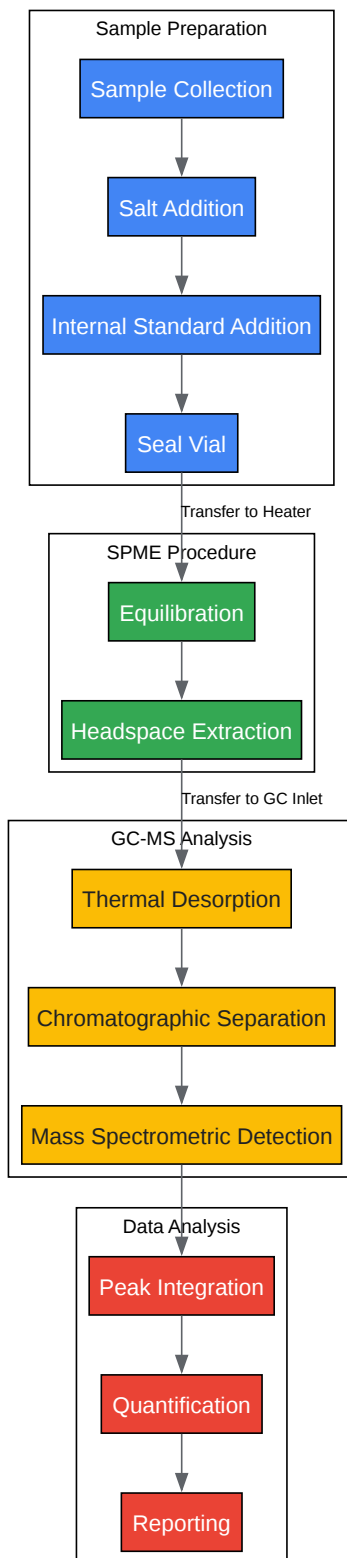 Sample Preparation
Sample Collection
Salt Addition
Internal Standard Addition
Seal Vial
Transfer to Heater
SPME Procedure
Equilibration
Headspace Extraction
Transfer to GC Inlet
GC-MS Analysis
Thermal Desorption
Chromatographic Separation
Mass Spectrometric Detection
Data Analysis
Peak Integration
Quantification
Reporting